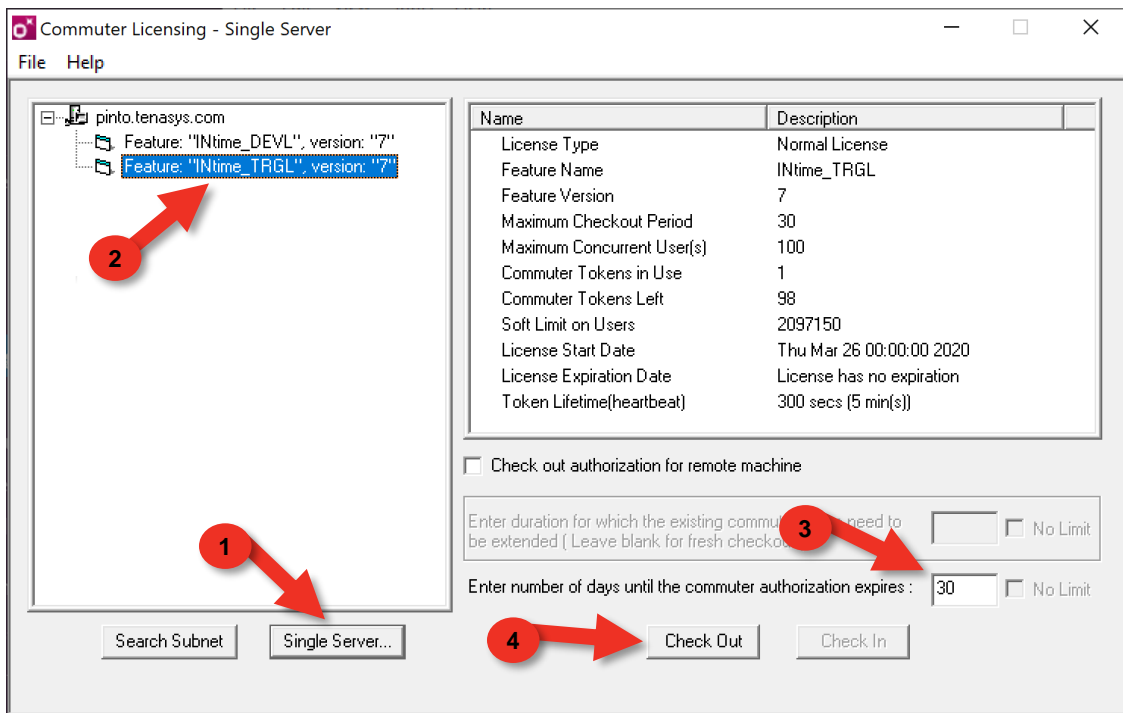 Commuter Licensing - Single Server
File Help
pinto.tenasys.com
Feature: "INtime_DEVL", version: "7"
Feature: "INtime_TRGL", version: "7"
2
1
Search Subnet
Single Server...
Name Description
License Type Normal License
Feature Name INtime_TRGL
Feature Version 7
Maximum Checkout Period 30
Maximum Concurrent User(s) 100
Commuter Tokens in Use 1
Commuter Tokens Left 98
Soft Limit on Users 2097150
License Start Date Thu Mar 26 00:00:00 2020
License Expiration Date License has no expiration
Token Lifetime(heartbeat) 300 secs (5 min(s))
Check out authorization for remote machine
Enter duration for which the existing need to
be extended ( Leave blank for fresh
No Limit
3
Enter number of days until the commuter authorization expires : 30 No Limit
4
Check Out
Check In